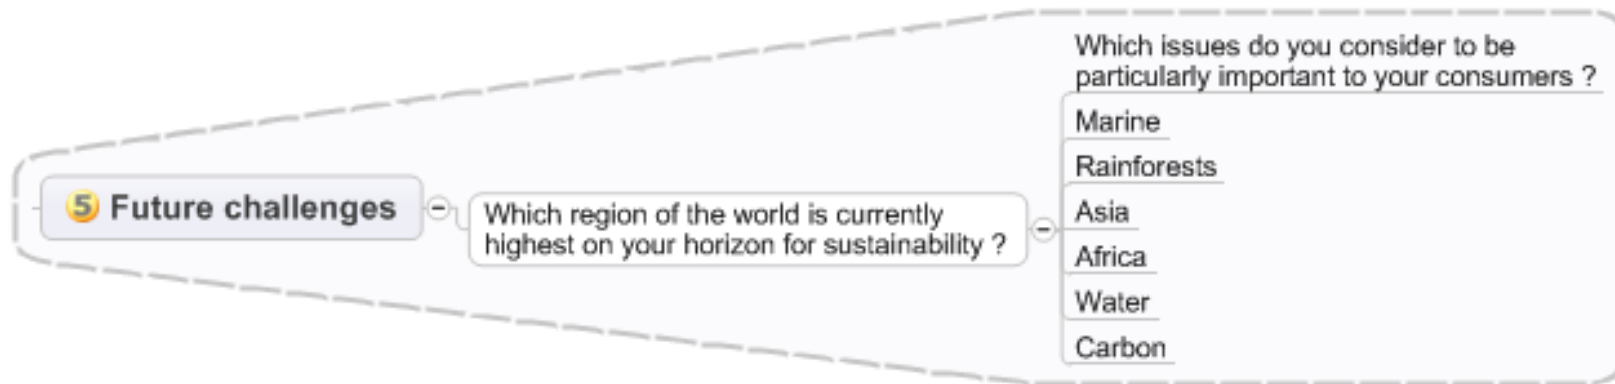 Which issues do you consider to be
particularly important to your consumers ?
Marine
Rainforests
5 Future challenges
Which region of the world is currently
highest on your horizon for sustainability ?
Asia
Africa
Water
Carbon